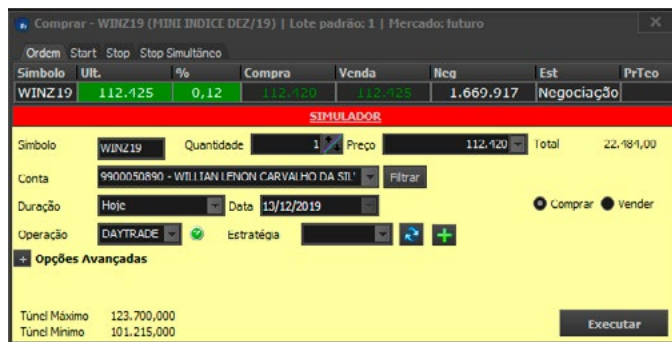 Comprar - WINZ19 (MINI INDICE DEZ/19) | Lote padrão: 1 | Mercado: futuro
Ordem Start Stop Stop Simultâneo
Símbolo Ult. % Compra Venda Neg Est PrTeo
WINZ19 112.425 0,12 112.420 112.425 1.669.917 Negociação
SIMULADOR
Símbolo WINZ19 Quantidade 1 Preço 112.420 Total 22.484,00
Conta 9900050890 - WILLIAN LENON CARVALHO DA SIL' Filtrar
Duração Hoje Data 13/12/2019 Comprar Vender
Operação DAYTRADE Estratégia
+ Opções Avançadas
Túnel Máximo 123.700,000
Túnel Mínimo 101.215,000
Executar